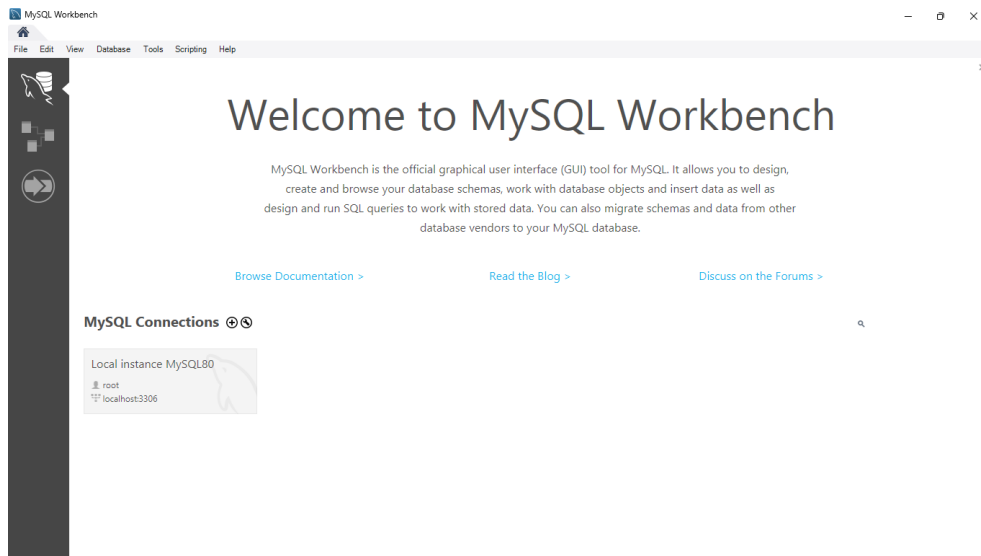 MySQL Workbench
File Edit View Database Tools Scripting Help
Welcome to MySQL Workbench
MySQL Workbench is the official graphical user interface (GUI) tool for MySQL. It allows you to design,
create and browse your database schemas, work with database objects and insert data as well as
design and run SQL queries to work with stored data. You can also migrate schemas and data from other
database vendors to your MySQL database.
Browse Documentation > Read the Blog > Discuss on the Forums >
MySQL Connections
Local instance MySQL80
root
localhost:3306